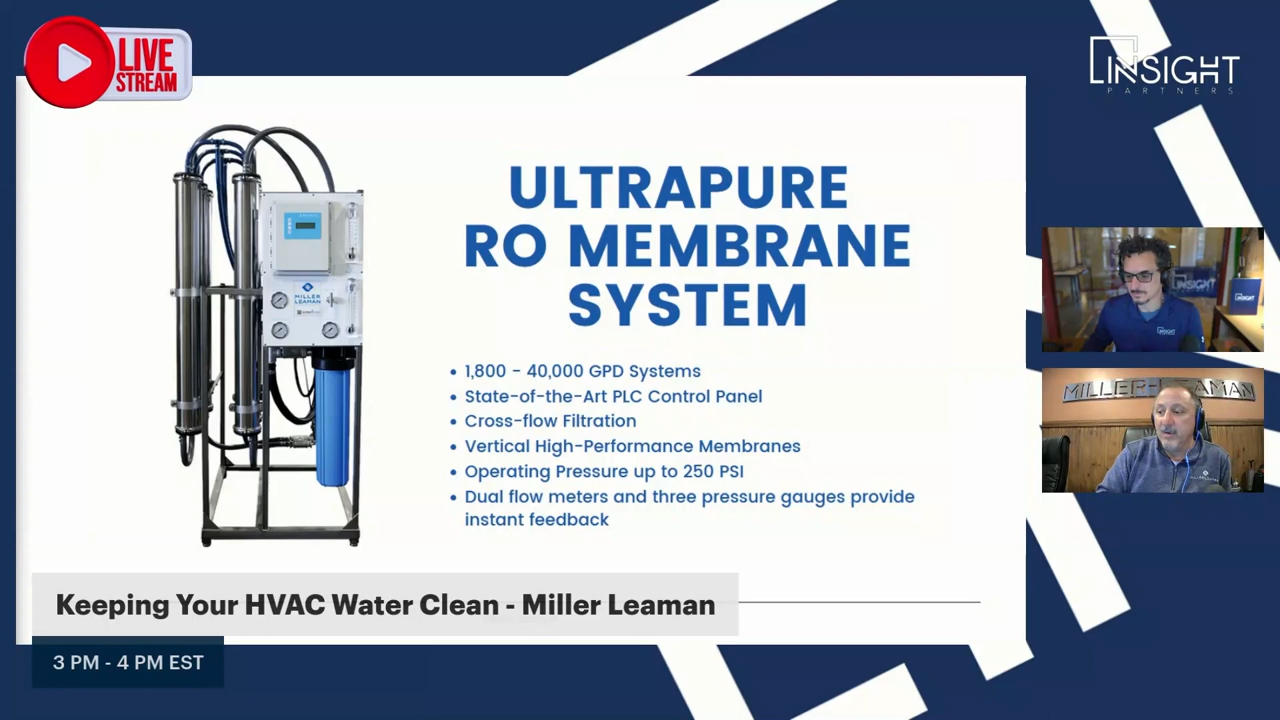 LIVE
STREAM
INSIGHT
PARTNERS
ULTRAPURE
RO MEMBRANE
SYSTEM
MILLER
LEAMAN
• 1,800 - 40,000 GPD Systems
• State-of-the-Art PLC Control Panel
• Cross-flow Filtration
• Vertical High-Performance Membranes
• Operating Pressure up to 250 PSI
• Dual flow meters and three pressure gauges provide
instant feedback
INSIGHT
MILLER-LEAMAN
Keeping Your HVAC Water Clean - Miller Leaman
3 PM - 4 PM EST